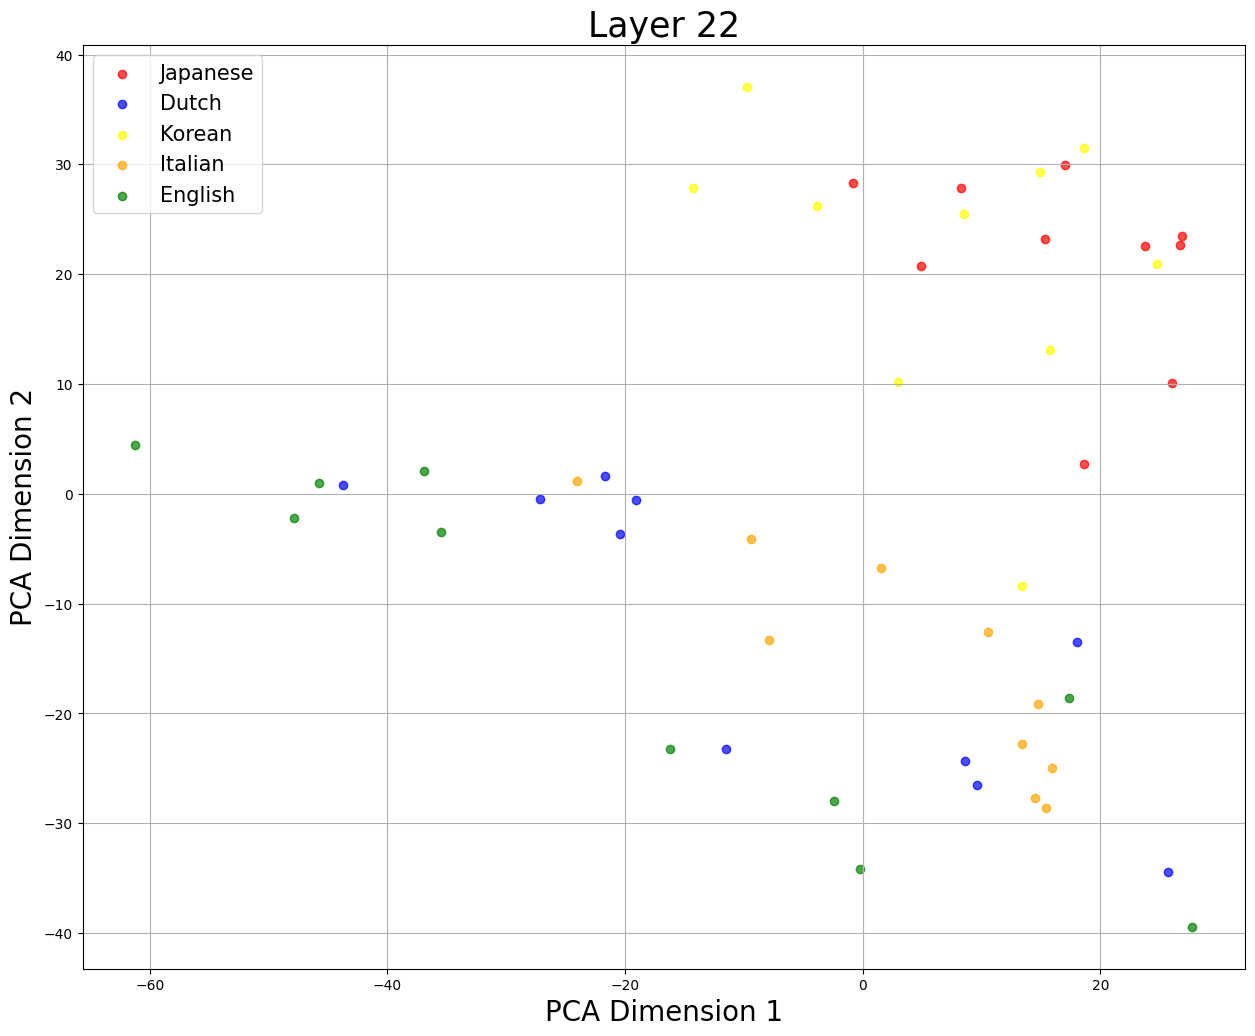 Layer 22
Japanese
Dutch
Korean
Italian
English
PCA Dimension 2
40
30
20
10
0
−10
−20
−30
−40
−60
−40
−20
0
20
PCA Dimension 1